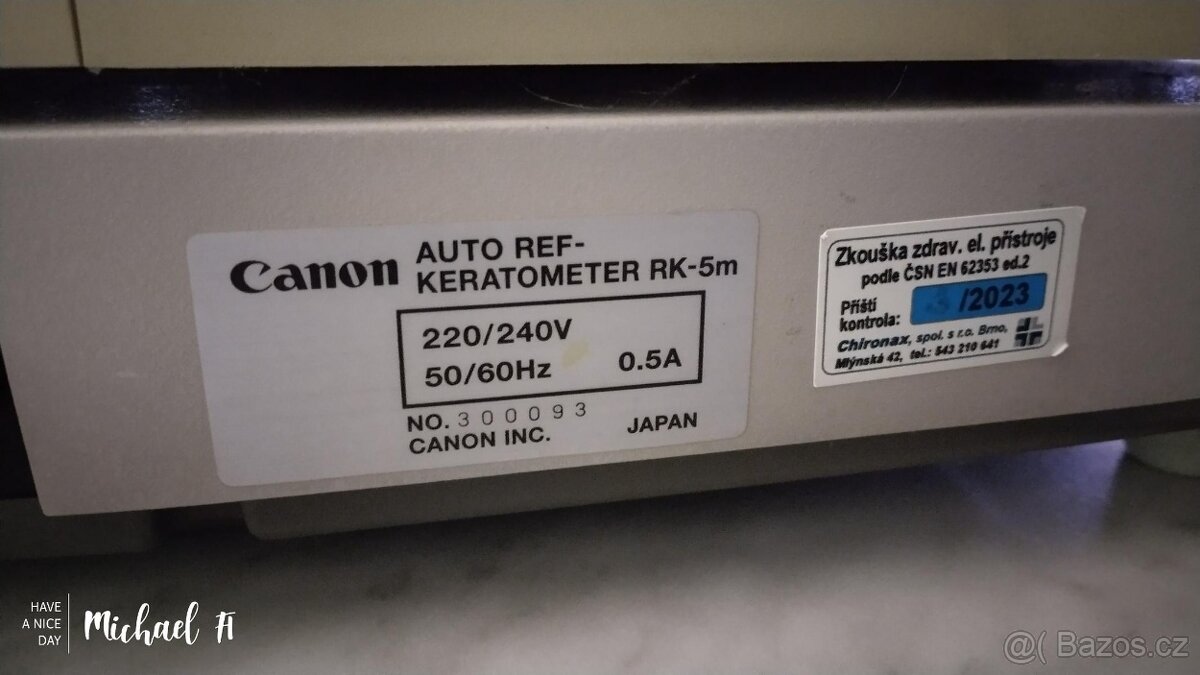 Canon
AUTO REF-
KERATOMETER RK-5m
220/240V
50/60Hz 0.5A
NO. 300093
CANON INC. JAPAN
Zkouška zdrav. el. přístroje
podle ČSN EN 62353 ed.2
Příští
kontrola: /2023
Chironax, spol. s r.o. Brno,
Mlýnská 42, tel.: 543 210 641
HAVE
A NICE
DAY
Michael
@( Bazos.cz